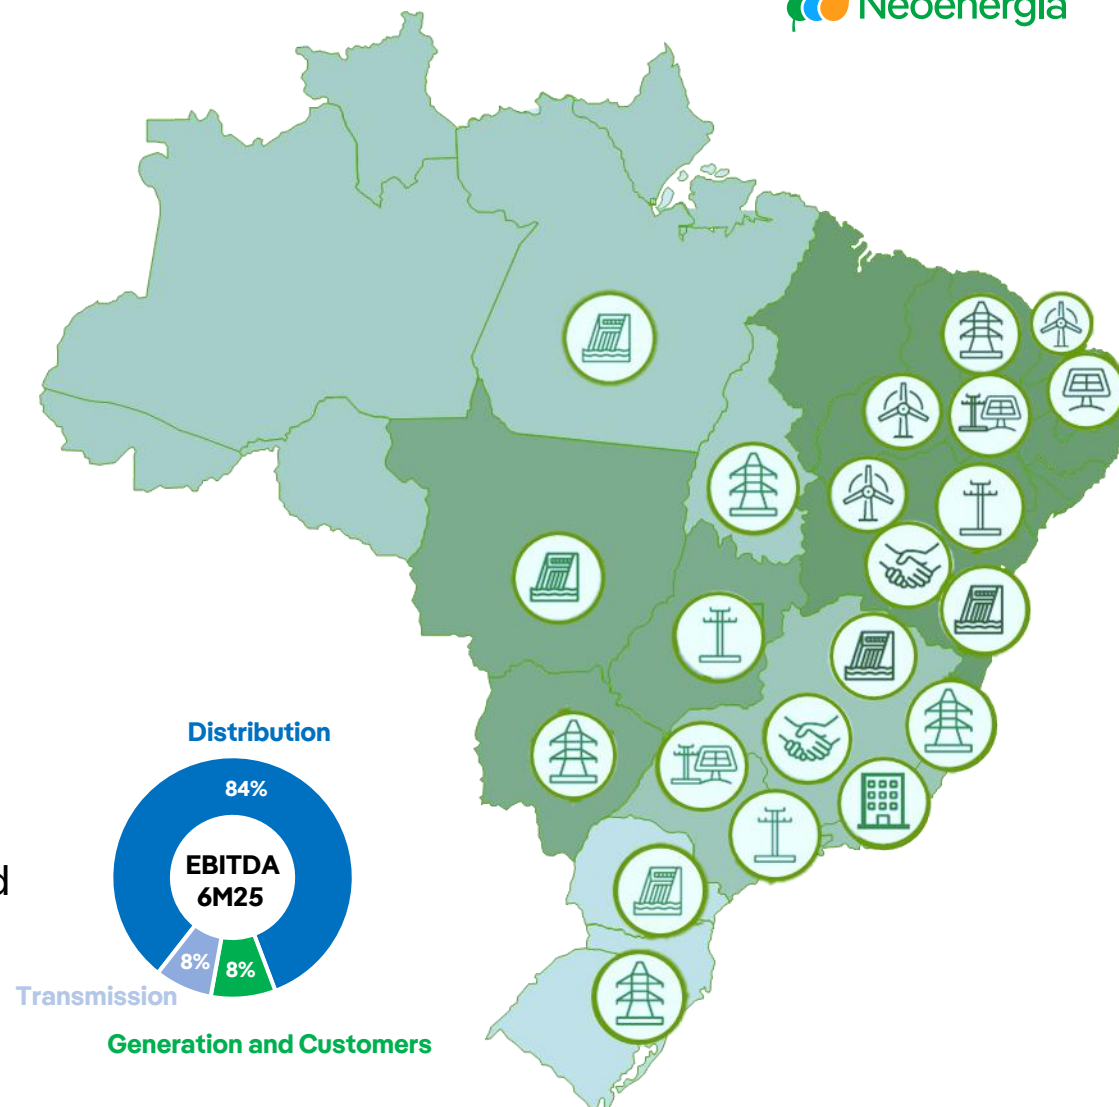 Neoenergia
Distribution
84%
EBITDA
6M25
8%
8%
Transmission
Generation and Customers